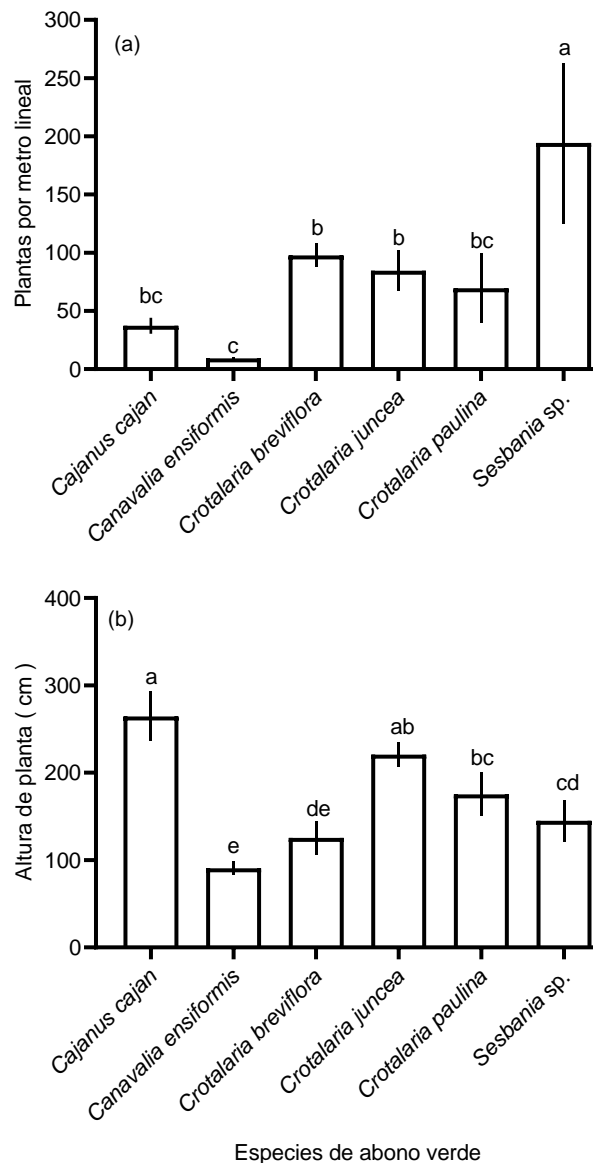 (a)
Plantas por metro lineal
300
250
200
150
100
50
0
bc
c
b
b
bc
a
Cajanus cajan
Canavalia ensiformis
Crotalaria breviflora
Crotalaria juncea
Crotalaria paulina
Sesbania sp.
(b)
Altura de planta ( cm )
400
300
200
100
0
a
e
de
ab
bc
cd
Cajanus cajan
Canavalia ensiformis
Crotalaria breviflora
Crotalaria juncea
Crotalaria paulina
Sesbania sp.
Especies de abono verde